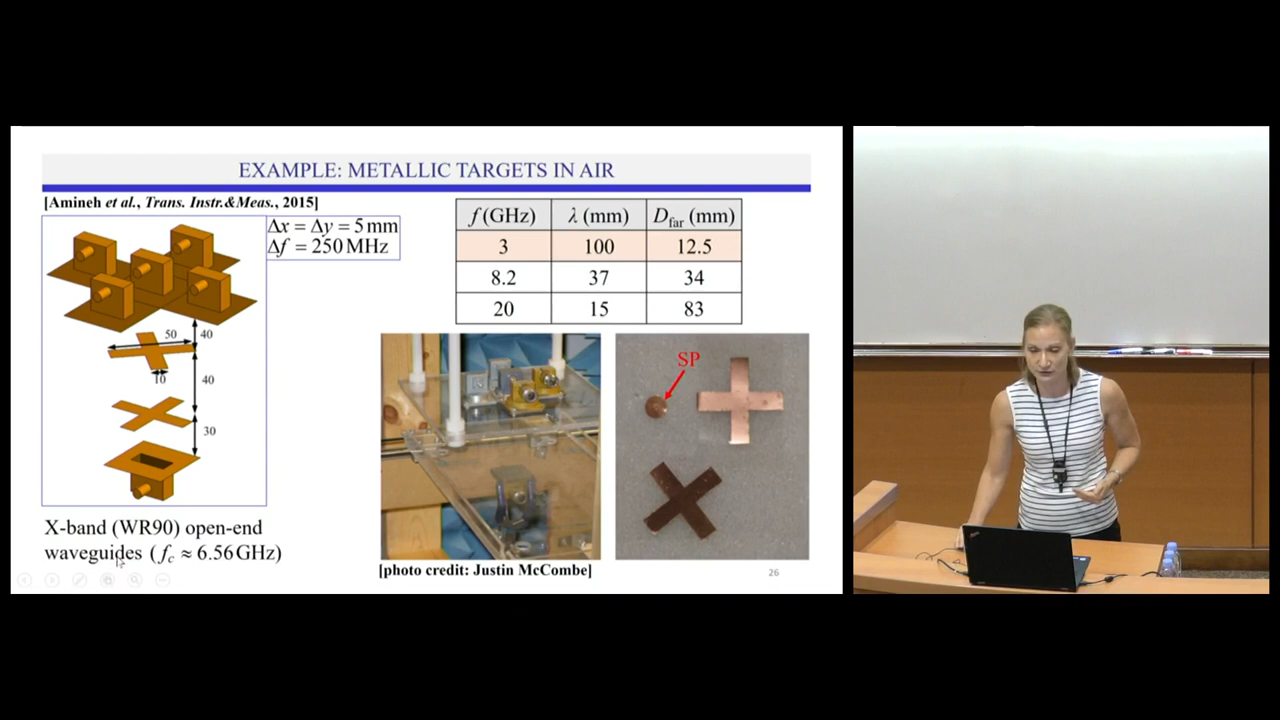 EXAMPLE: METALLIC TARGETS IN AIR
[Amineh et al., Trans. Instr.&Meas., 2015]
Δx = Δy = 5 mm
Δf = 250 MHz
f (GHz) λ (mm) D_far (mm)
3 100 12.5
8.2 37 34
20 15 83
50 40
10 40
30
SP
X-band (WR90) open-end
waveguides ( f_c ≈ 6.56 GHz)
[photo credit: Justin McCombe]
26